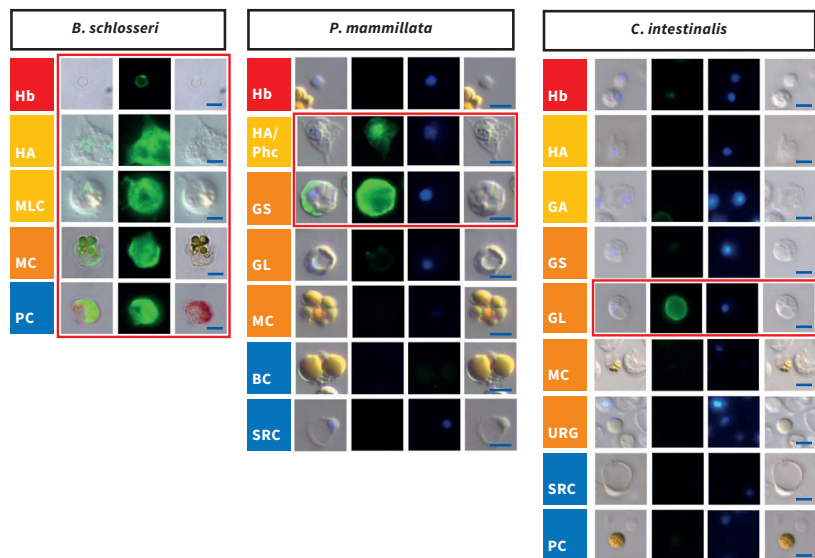 B. schlosseri
Hb
HA
MLC
MC
PC
P. mammillata
Hb
HA/
Phc
GS
GL
MC
BC
SRC
C. intestinalis
Hb
HA
GA
GS
GL
MC
URG
SRC
PC